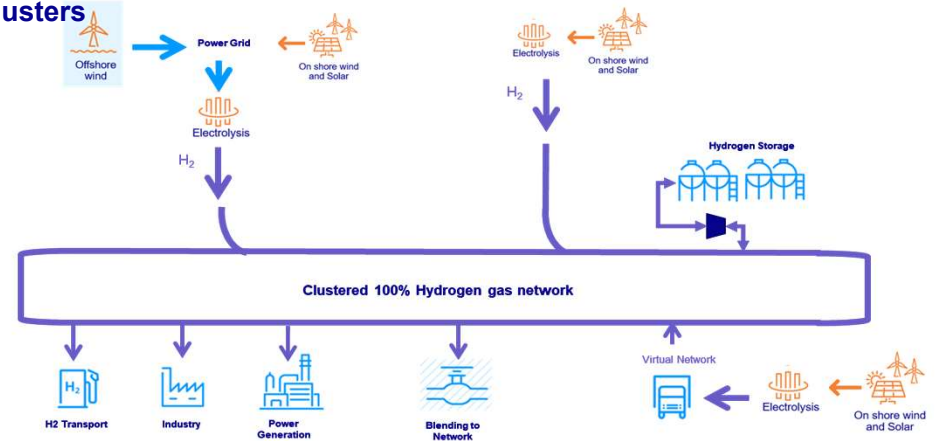 usters
Offshore
wind
Power Grid
On shore wind
and Solar
Electrolysis
H₂
Electrolysis
On shore wind
and Solar
H₂
Hydrogen Storage
Clustered 100% Hydrogen gas network
H2 Transport
H₂
Industry
Power
Generation
Blending to
Network
Virtual Network
Electrolysis
On shore wind
and Solar